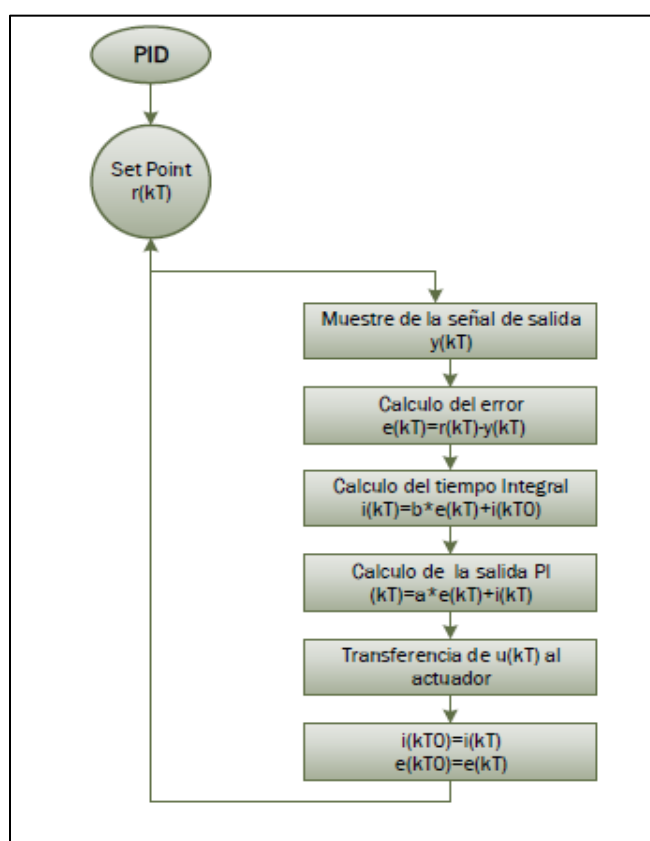 PID
Set Point
r(kT)
Muestre de la señal de salida
y(kT)
Calculo del error
e(kT)=r(kT)-y(kT)
Calculo del tiempo Integral
i(kT)=b*e(kT)+i(kT0)
Calculo de la salida PI
(kT)=a*e(kT)+i(kT)
Transferencia de u(kT) al
actuador
i(kT0)=i(kT)
e(kT0)=e(kT)